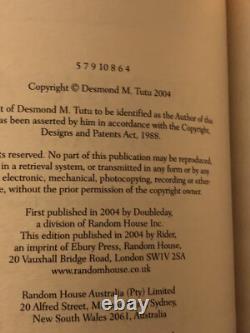 5 7 9 10 8 6 4
Copyright © Desmond M. Tutu 2004
t of Desmond M. Tutu to be identified as the Author of this
has been asserted by him in accordance with the Copyright,
Designs and Patents Act, 1988.
ts reserved. No part of this publication may be reproduced,
in a retrieval system, or transmitted in any form or by any
electronic, mechanical, photocopying, recording or other-
e, without the prior permission of the copyright owner.
First published in 2004 by Doubleday,
a division of Random House Inc.
This edition published in 2004 by Rider,
an imprint of Ebury Press, Random House,
20 Vauxhall Bridge Road, London SW1V 2SA
www.randomhouse.co.uk
Random House Australia (Pty) Limited
20 Alfred Street, Milsons Point, Sydney,
New South Wales 2061, Australia